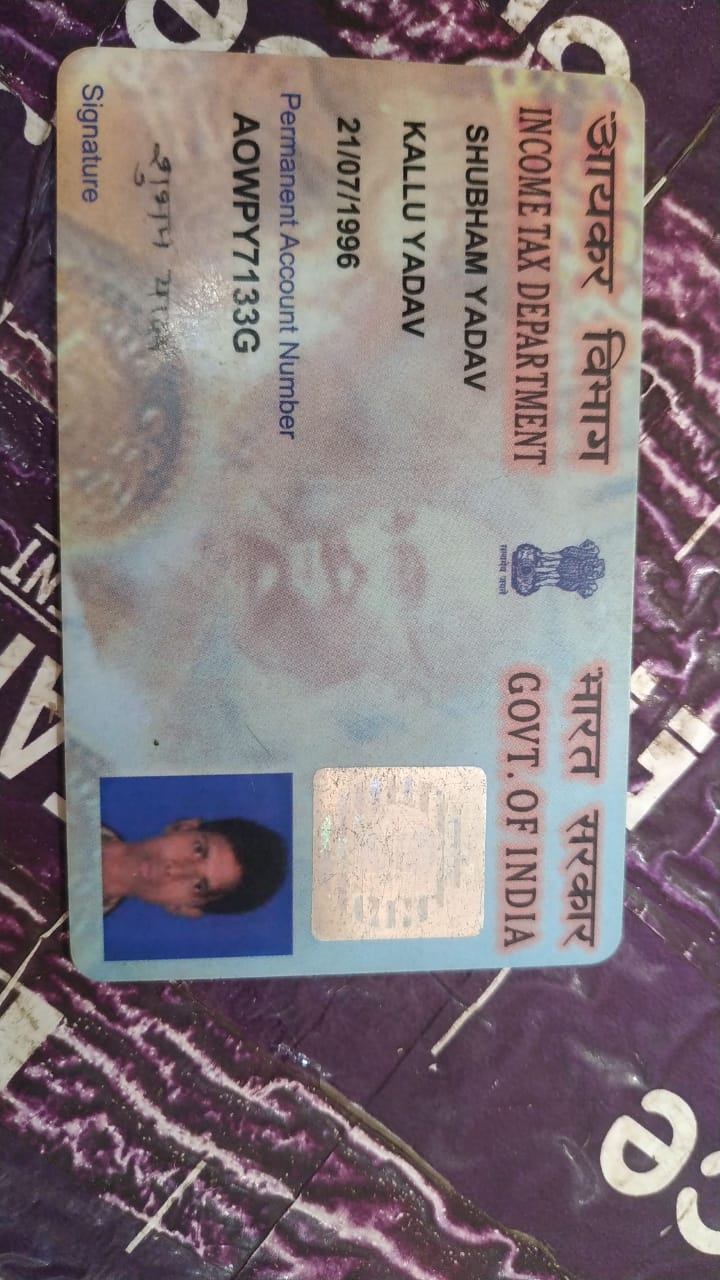 आयकर विभाग
INCOME TAX DEPARTMENT
भारत सरकार
GOVT. OF INDIA
सत्यमेव जयते
SHUBHAM YADAV
KALLU YADAV
21/07/1996
Permanent Account Number
AOWPY7133G
शुभम यादव
Signature